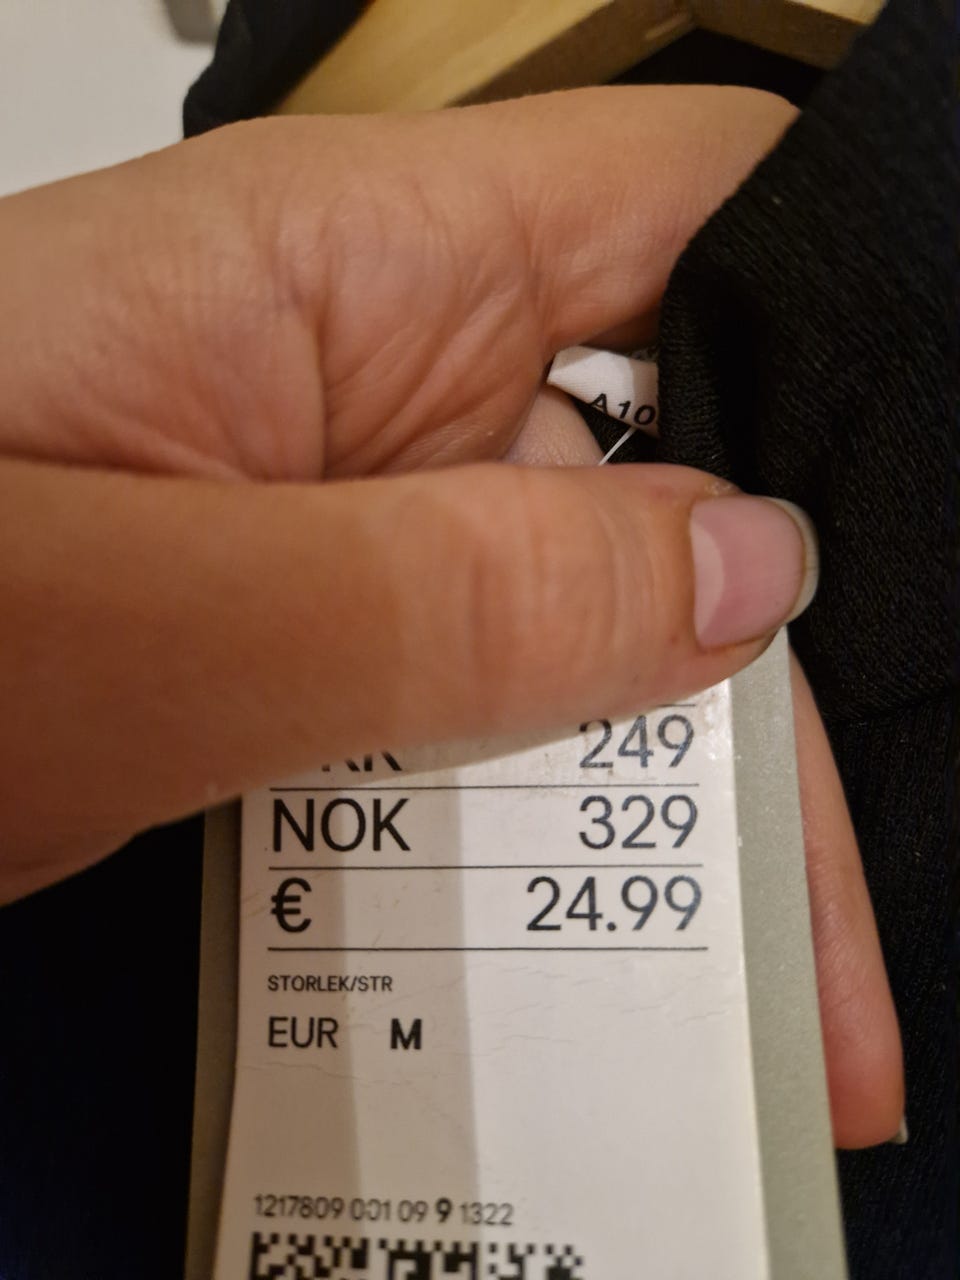 A10
249
NOK 329
€ 24.99
STORLEK/STR
EUR M
1217809 001 09 9 1322